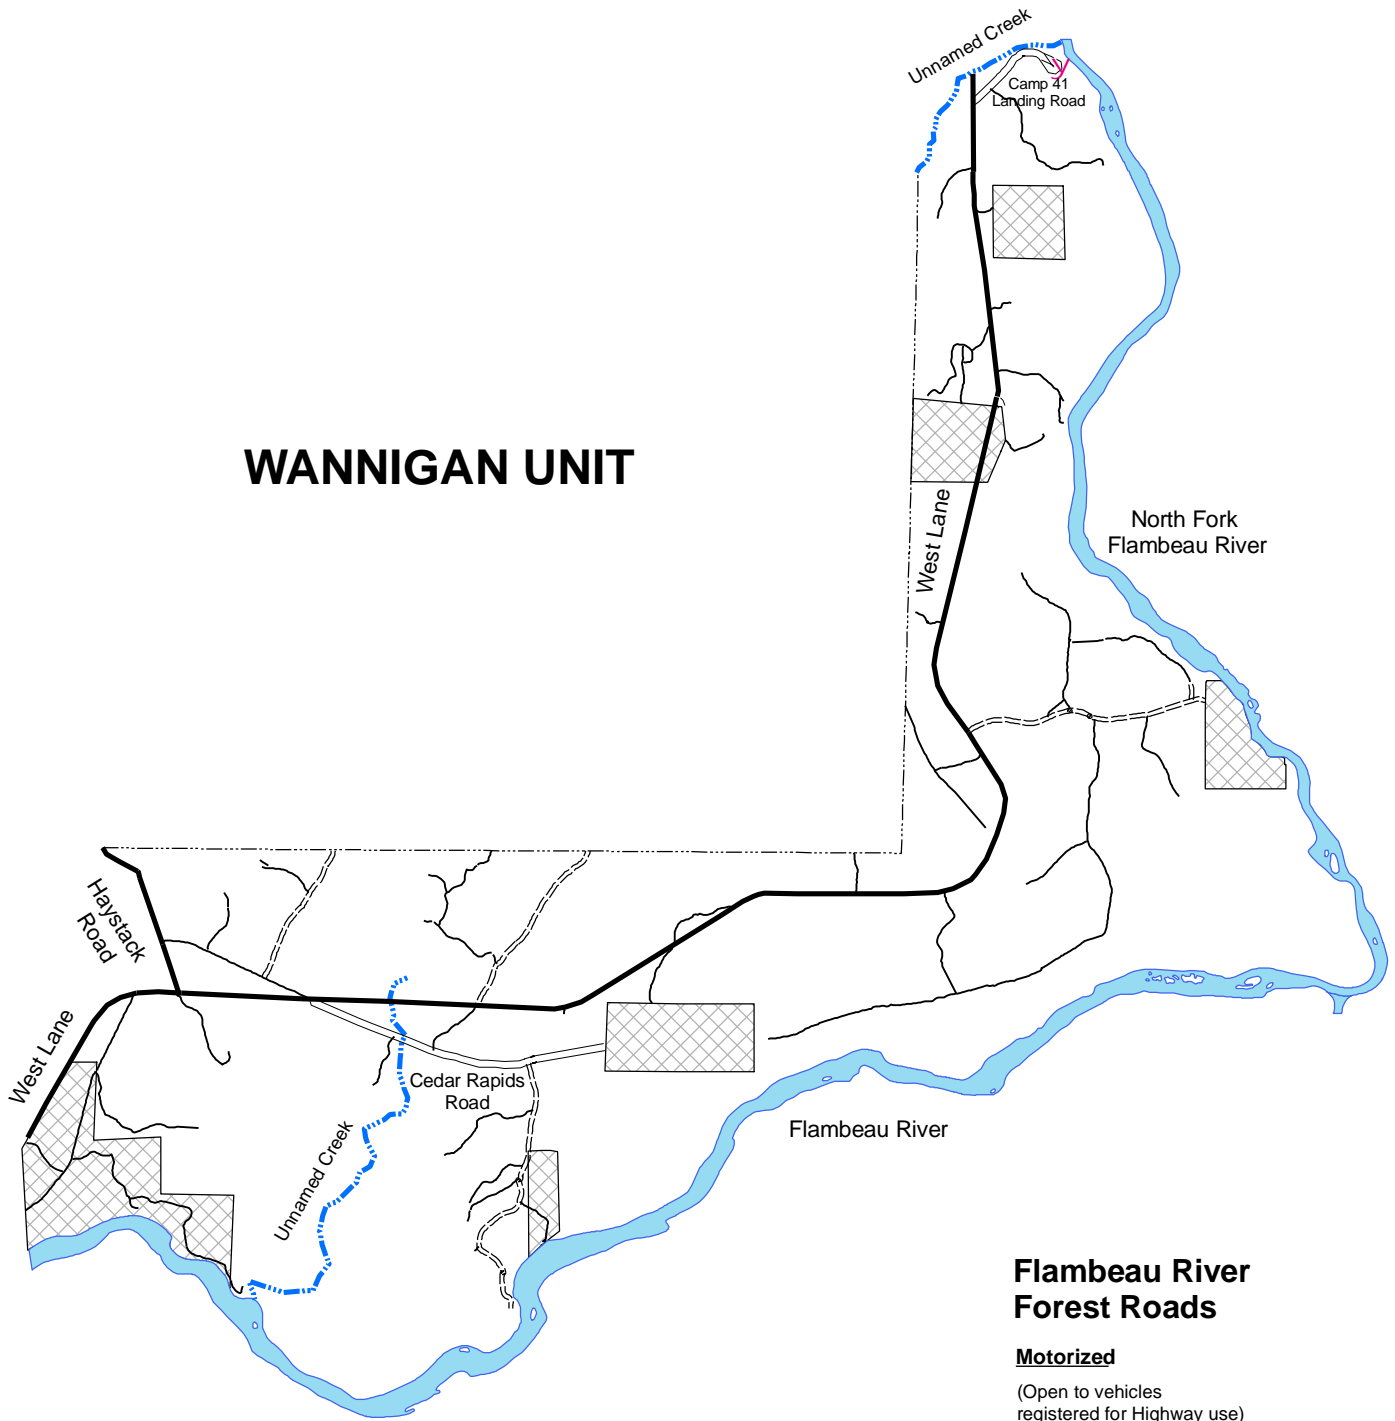 Unnamed Creek
Camp 41
Landing Road
WANNIGAN UNIT
West Lane
North Fork
Flambeau River
Haystack
Road
West Lane
Cedar Rapids
Road
Unnamed Creek
Flambeau River
Flambeau River
Forest Roads
Motorized
(Open to vehicles
registered for Highway use)